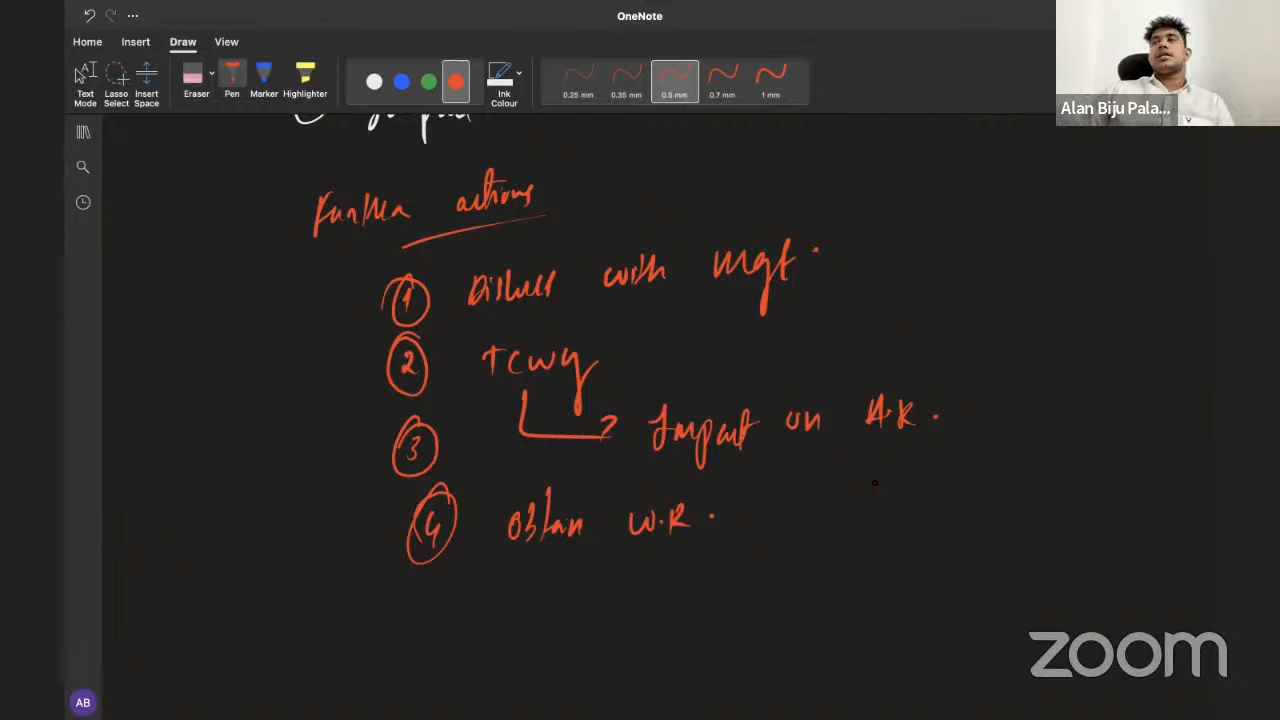 OneNote
Home Insert Draw View
Text Mode Lasso Select Insert Space Eraser Pen Marker Highlighter Ink Colour 0.25 mm 0.35 mm 0.5 mm 0.7 mm 1 mm
Alan Biju Pala...
Further actions
1 Discuss with Mgt.
2 TCWG
3 Impact on A.R.
4 Obtain W.R.
zoom
AB